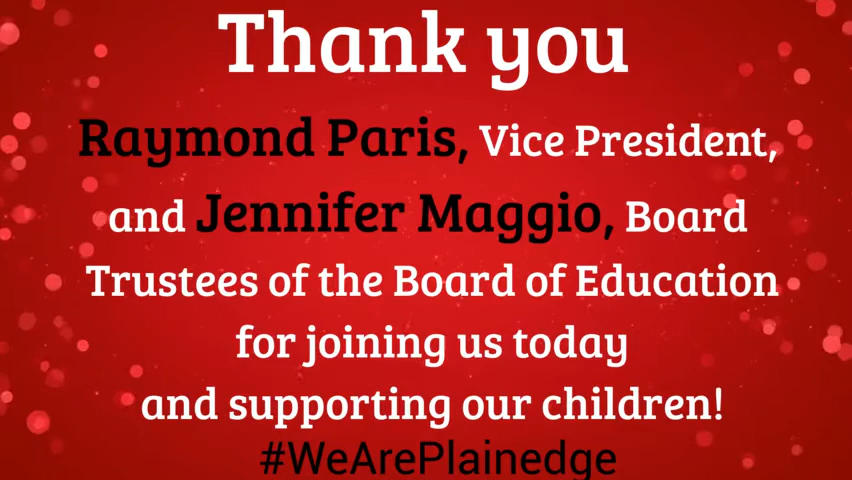 Thank you
Raymond Paris, Vice President,
and Jennifer Maggio, Board
Trustees of the Board of Education
for joining us today
and supporting our children!
#WeArePlainedge